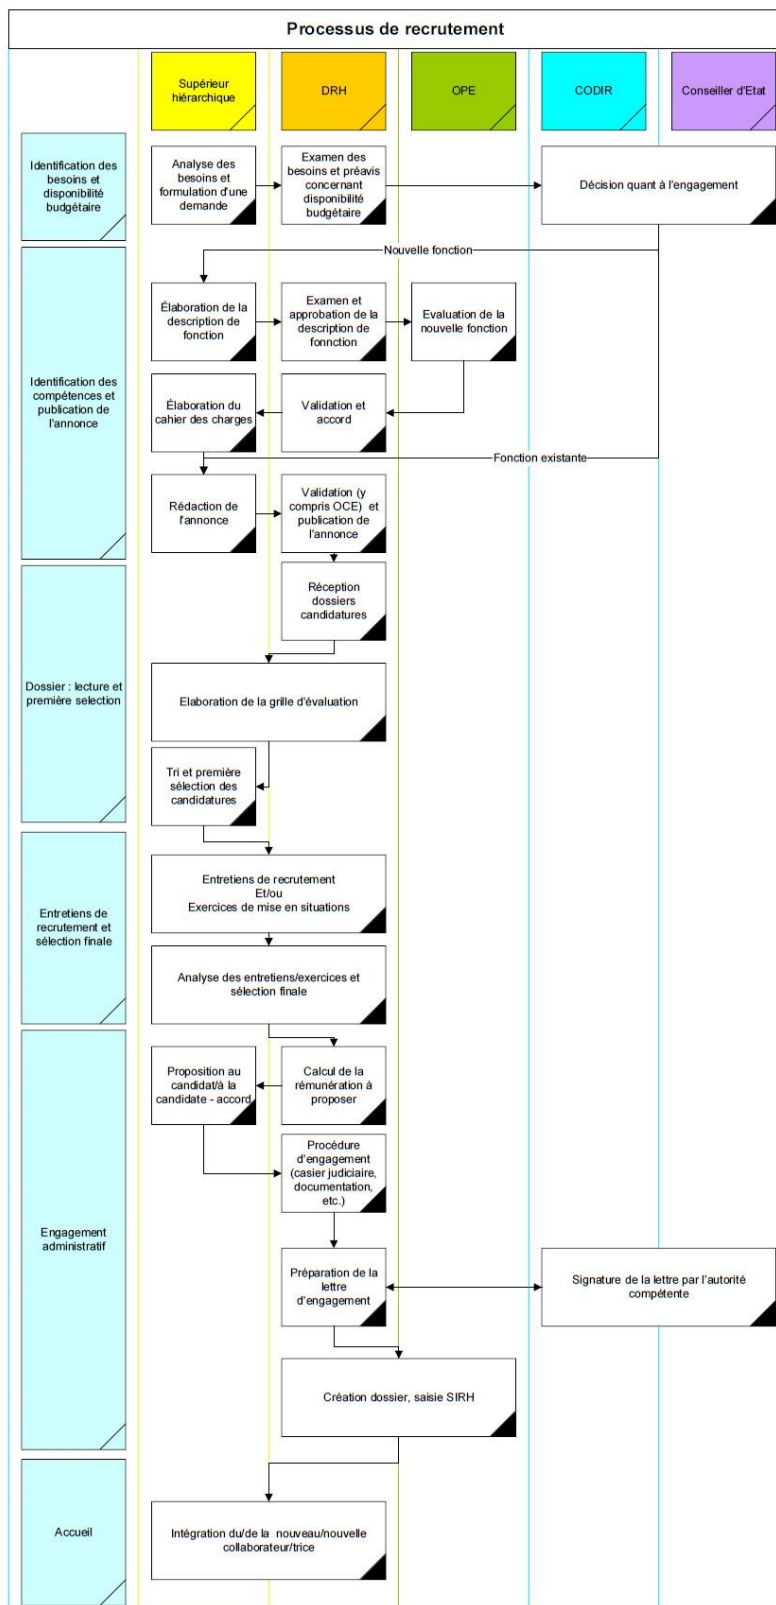 Processus de recrutement
Supérieur
hiérarchique
DRH
OPE
CODIR
Conseiller d'Etat
Identification des
besoins et
disponibilité
budgétaire
Analyse des
besoins et
formulation d'une
demande
Examen des
besoins et préavis
concernant
disponibilité
budgétaire
Décision quant à l'engagement
Nouvelle fonction
Identification des
compétences et
publication de
l'annonce
Élaboration de la
description de
fonction
Examen et
approbation de la
description de
fonnction
Evaluation de la
nouvelle fonction
Élaboration du
cahier des charges
Validation et
accord
Fonction existante
Rédaction de
l'annonce
Validation (y
compris OCE) et
publication de
l'annonce
Dossier : lecture et
première selection
Réception
dossiers
candidatures
Elaboration de la grille d'évaluation
Tri et première
sélection des
candidatures
Entretiens de
recrutement et
sélection finale
Entretiens de recrutement
Et/ou
Exercices de mise en situations
Analyse des entretiens/exercices et
sélection finale
Engagement
administratif
Proposition au
candidat/à la
candidate - accord
Calcul de la
rémunération à
proposer
Procédure
d'engagement
(casier judiciaire,
documentation,
etc.)
Préparation de la
lettre
d'engagement
Signature de la lettre par l'autorité
compétente
Création dossier, saisie SIRH
Accueil
Intégration du/de la nouveau/nouvelle
collaborateur/trice